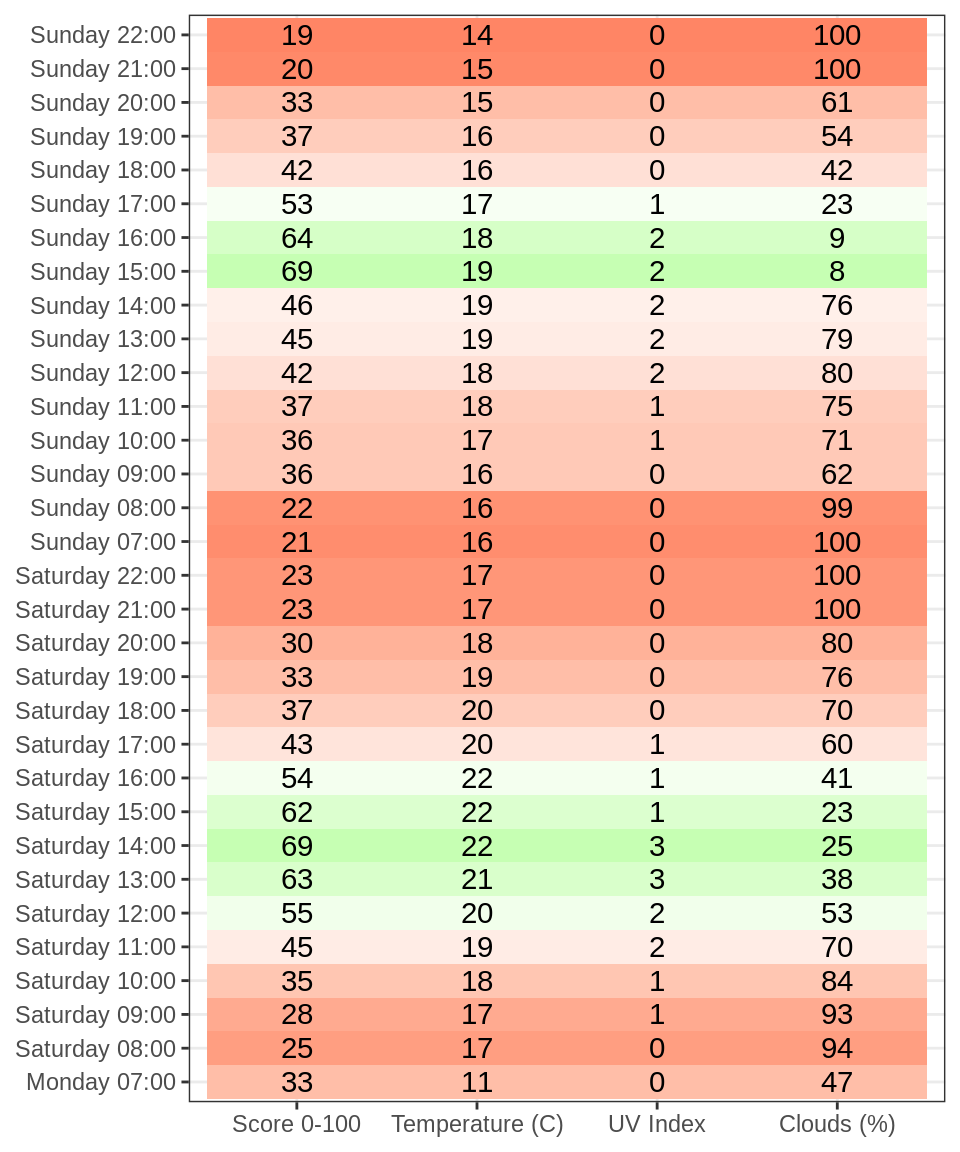 Sunday 22:00 19 14 0 100
Sunday 21:00 20 15 0 100
Sunday 20:00 33 15 0 61
Sunday 19:00 37 16 0 54
Sunday 18:00 42 16 0 42
Sunday 17:00 53 17 1 23
Sunday 16:00 64 18 2 9
Sunday 15:00 69 19 2 8
Sunday 14:00 46 19 2 76
Sunday 13:00 45 19 2 79
Sunday 12:00 42 18 2 80
Sunday 11:00 37 18 1 75
Sunday 10:00 36 17 1 71
Sunday 09:00 36 16 0 62
Sunday 08:00 22 16 0 99
Sunday 07:00 21 16 0 100
Saturday 22:00 23 17 0 100
Saturday 21:00 23 17 0 100
Saturday 20:00 30 18 0 80
Saturday 19:00 33 19 0 76
Saturday 18:00 37 20 0 70
Saturday 17:00 43 20 1 60
Saturday 16:00 54 22 1 41
Saturday 15:00 62 22 1 23
Saturday 14:00 69 22 3 25
Saturday 13:00 63 21 3 38
Saturday 12:00 55 20 2 53
Saturday 11:00 45 19 2 70
Saturday 10:00 35 18 1 84
Saturday 09:00 28 17 1 93
Saturday 08:00 25 17 0 94
Monday 07:00 33 11 0 47
Score 0-100 Temperature (C) UV Index Clouds (%)